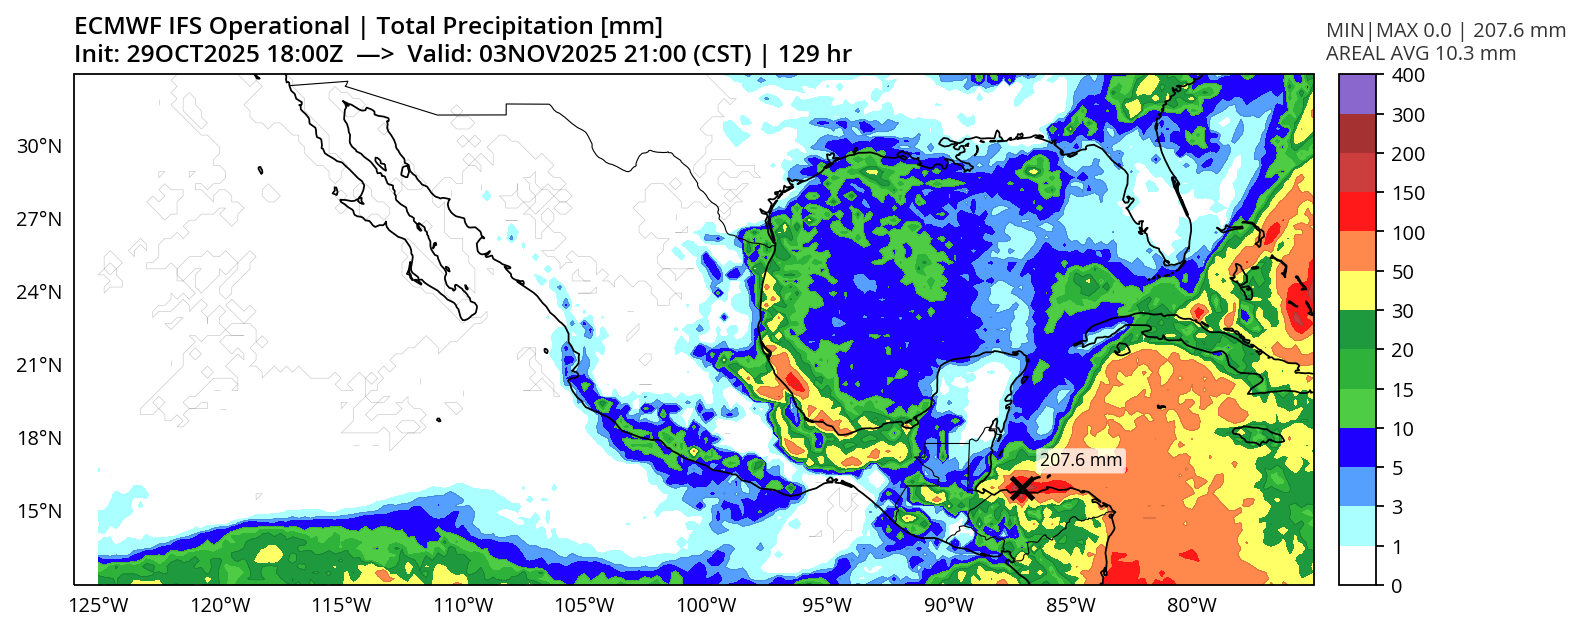 ECMWF IFS Operational | Total Precipitation [mm]
Init: 29OCT2025 18:00Z —> Valid: 03NOV2025 21:00 (CST) | 129 hr
MIN|MAX 0.0 | 207.6 mm
AREAL AVG 10.3 mm
400
300
200
150
100
50
30
20
15
10
5
3
1
0
30°N
27°N
24°N
21°N
18°N
15°N
207.6 mm
125°W
120°W
115°W
110°W
105°W
100°W
95°W
90°W
85°W
80°W